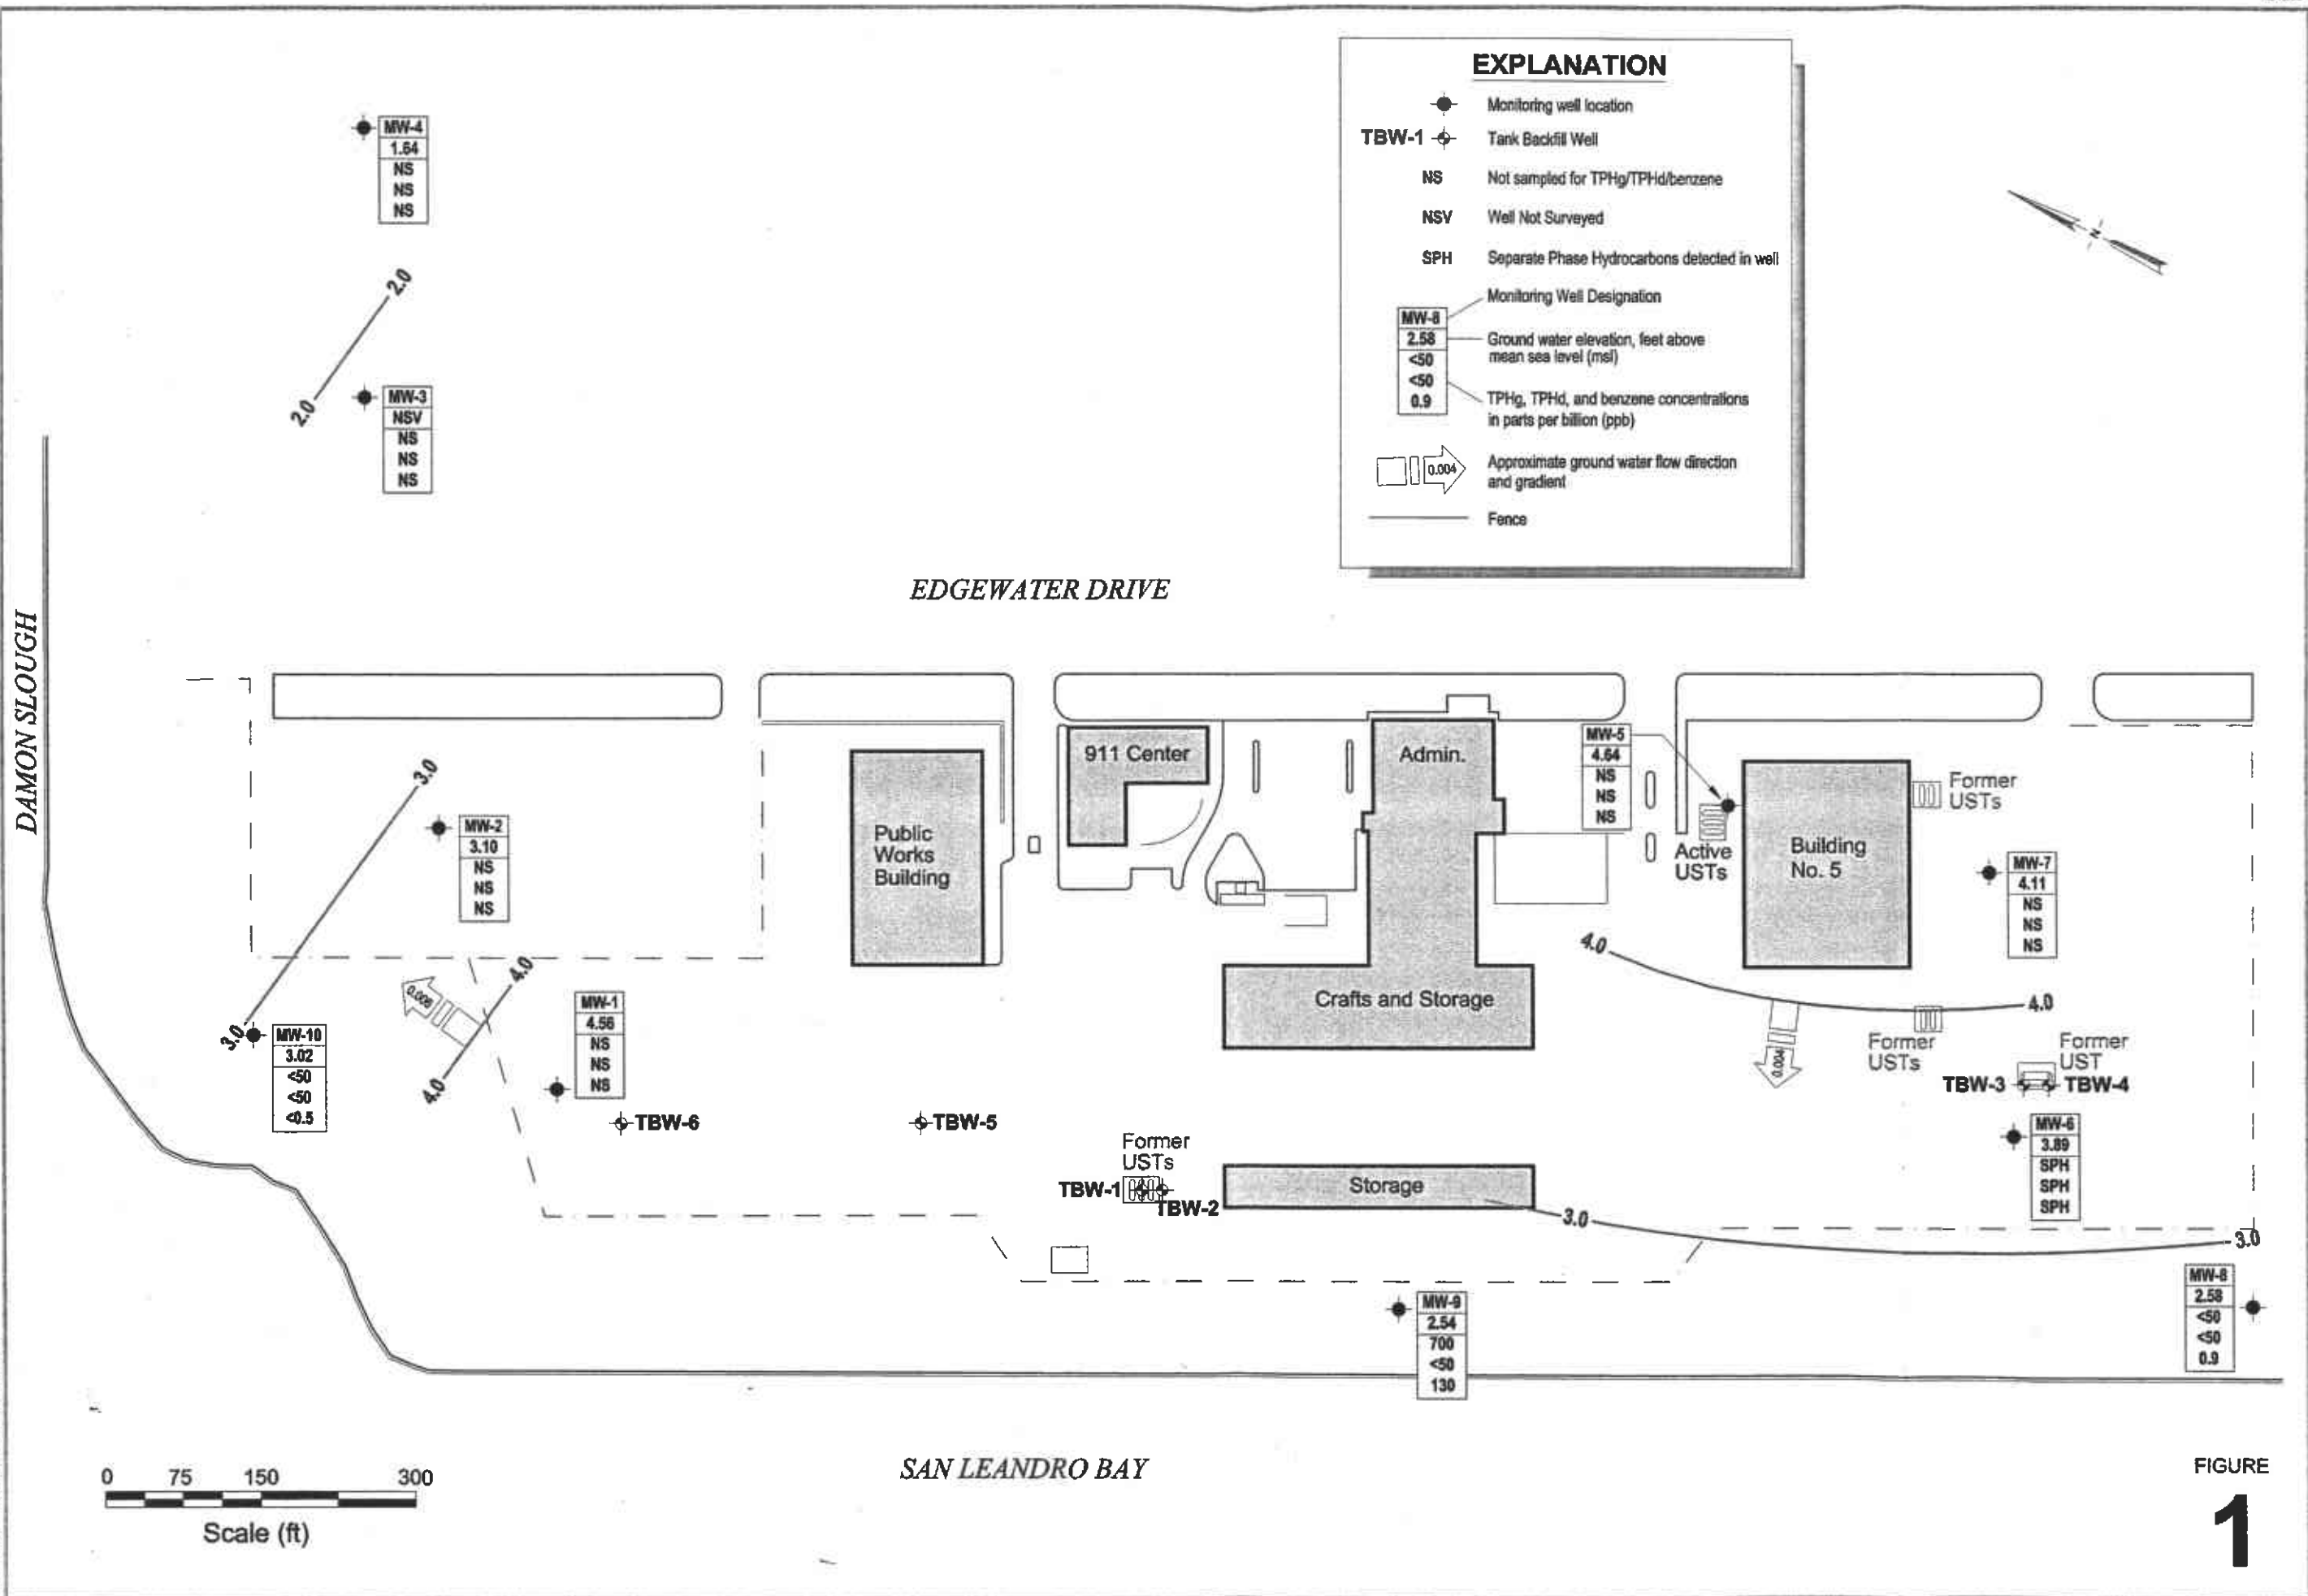 EXPLANATION
Monitoring well location
TBW-1
Tank Backfill Well
NS
Not sampled for TPHg/TPHd/benzene
NSV
Well Not Surveyed
SPH
Separate Phase Hydrocarbons detected in well
Monitoring Well Designation
MW-8
2.58
<50
<50
0.9
Ground water elevation, feet above
mean sea level (msl)
TPHg, TPHd, and benzene concentrations
in parts per billion (ppb)
0.004
Approximate ground water flow direction
and gradient
Fence
N
MW-4
1.64
NS
NS
NS
2.0
2.0
MW-3
NSV
NS
NS
NS
EDGEWATER DRIVE
DAMON SLOUGH
3.0
MW-2
3.10
NS
NS
NS
Public
Works
Building
911 Center
Admin.
MW-5
4.64
NS
NS
NS
Active
USTs
Building
No. 5
Former
USTs
MW-7
4.11
NS
NS
NS
4.0
4.0
3.0
MW-10
3.02
<50
<50
<0.5
4.0
4.0
MW-1
4.56
NS
NS
NS
Crafts and Storage
0.004
Former
USTs
Former
UST
TBW-3
TBW-4
TBW-6
TBW-5
Former
USTs
TBW-1
TBW-2
Storage
MW-6
3.89
SPH
SPH
SPH
3.0
3.0
MW-9
2.54
700
<50
130
MW-8
2.58
<50
<50
0.9
SAN LEANDRO BAY
0 75 150 300
Scale (ft)
FIGURE
1